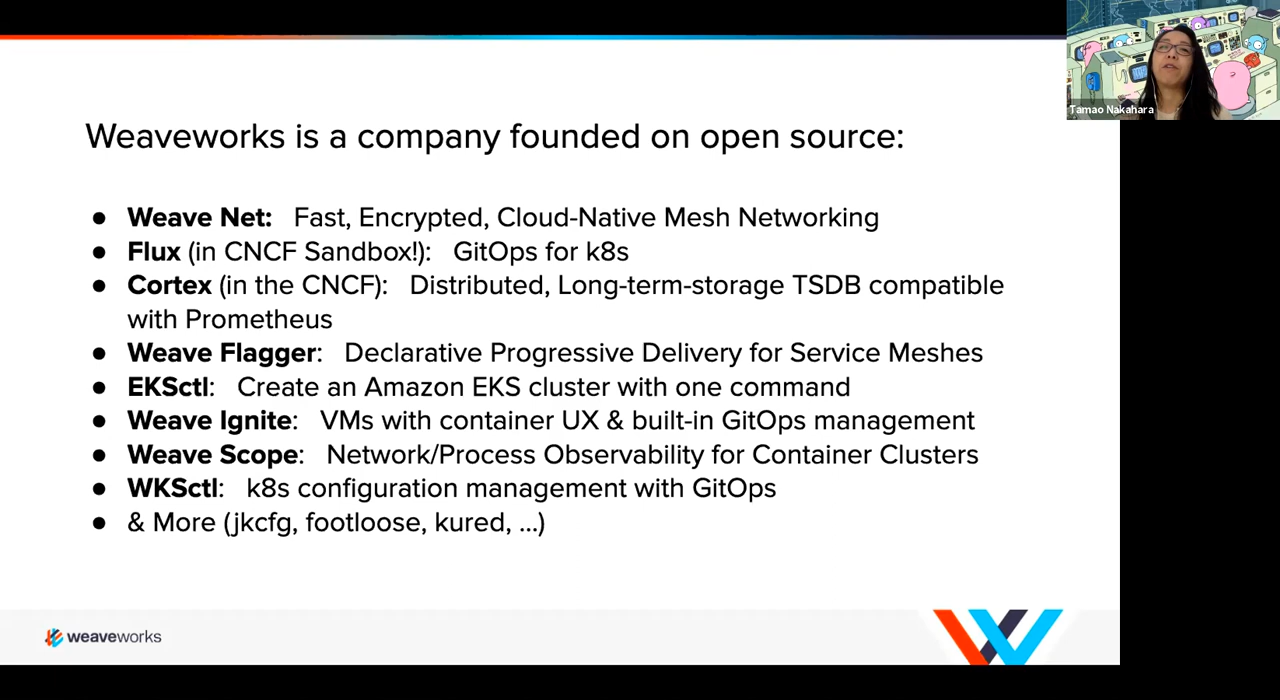 Tamao Nakahara
Weaveworks is a company founded on open source:
● Weave Net: Fast, Encrypted, Cloud-Native Mesh Networking
● Flux (in CNCF Sandbox!): GitOps for k8s
● Cortex (in the CNCF): Distributed, Long-term-storage TSDB compatible
with Prometheus
● Weave Flagger: Declarative Progressive Delivery for Service Meshes
● EKSctl: Create an Amazon EKS cluster with one command
● Weave Ignite: VMs with container UX & built-in GitOps management
● Weave Scope: Network/Process Observability for Container Clusters
● WKSctl: k8s configuration management with GitOps
● & More (jkcfg, footloose, kured, ...)
weaveworks